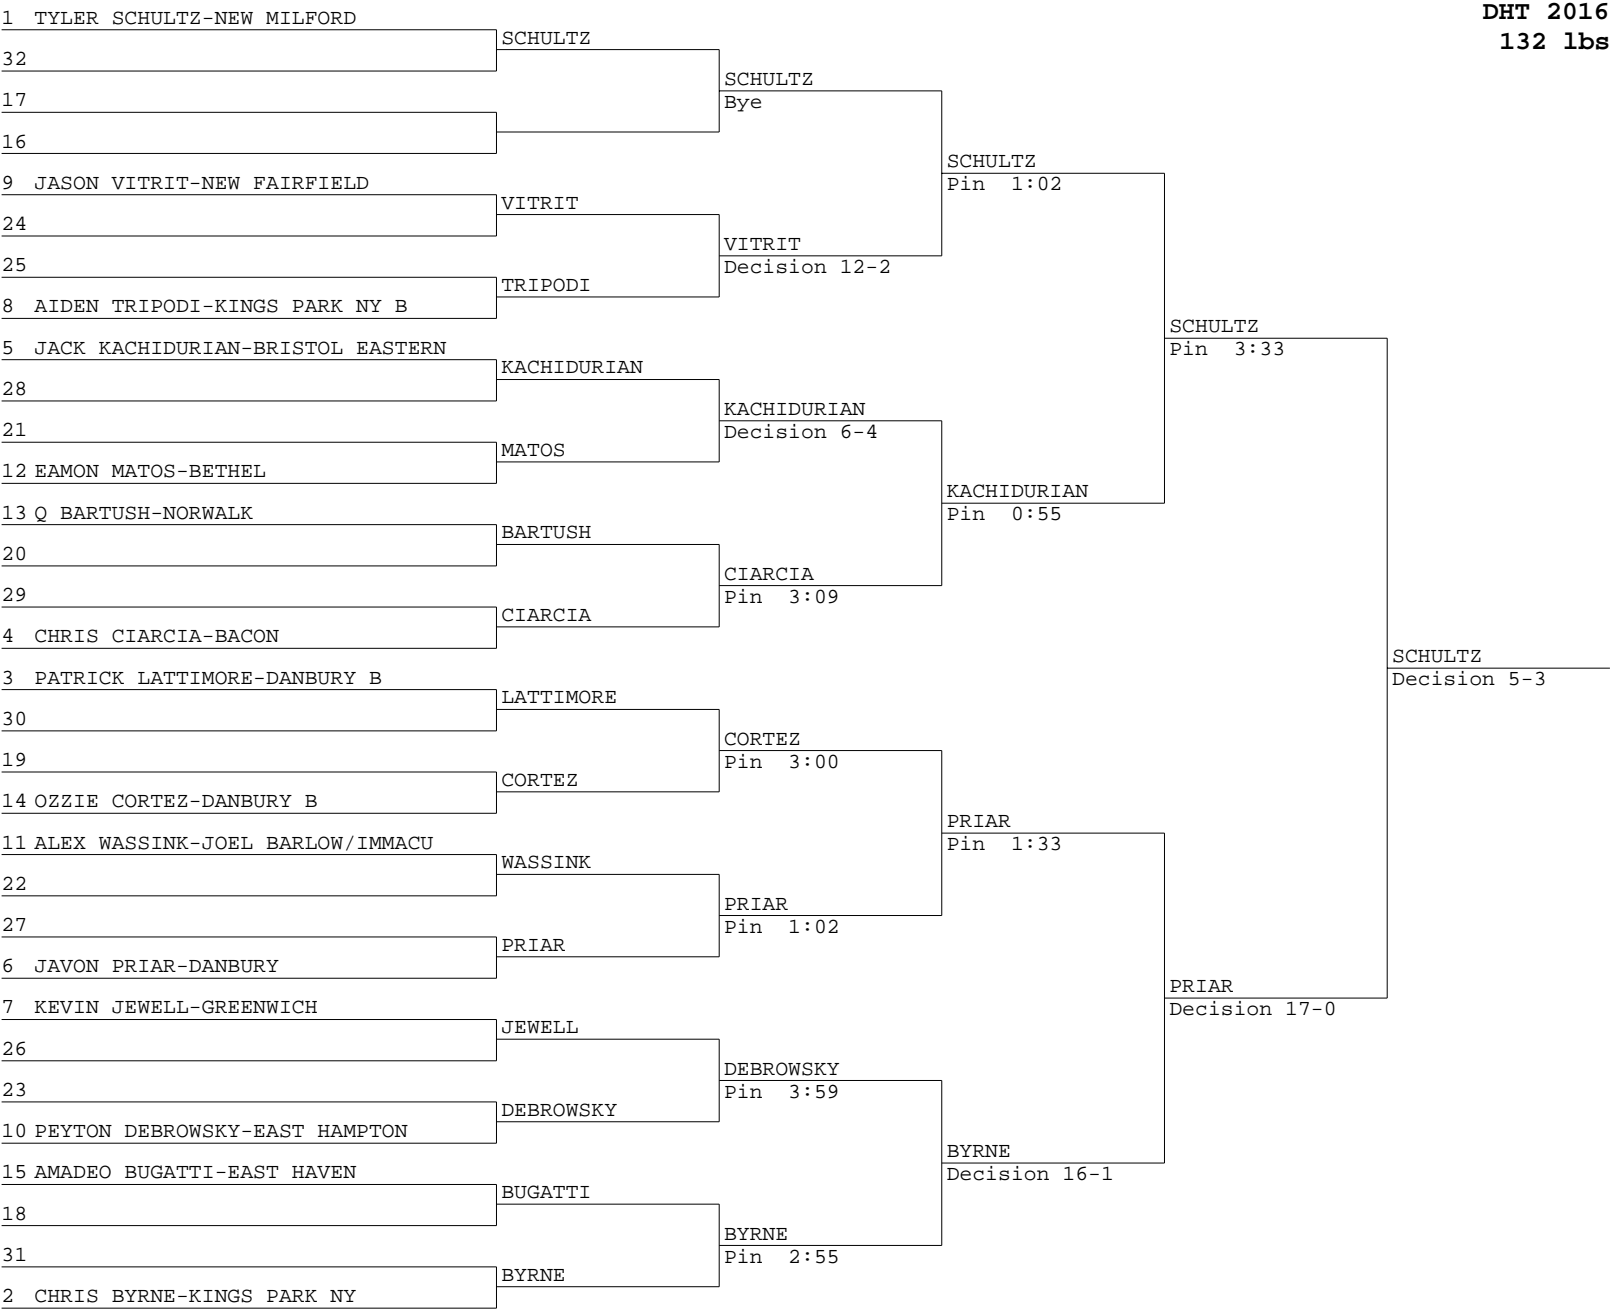 DHT 2016
132 lbs
1 TYLER SCHULTZ-NEW MILFORD
32
17
16
9 JASON VITRIT-NEW FAIRFIELD
24
25
8 AIDEN TRIPODI-KINGS PARK NY B
5 JACK KACHIDURIAN-BRISTOL EASTERN
28
21
12 EAMON MATOS-BETHEL
13 Q BARTUSH-NORWALK
20
29
4 CHRIS CIARCIA-BACON
3 PATRICK LATTIMORE-DANBURY B
30
19
14 OZZIE CORTEZ-DANBURY B
11 ALEX WASSINK-JOEL BARLOW/IMMACU
22
27
6 JAVON PRIAR-DANBURY
7 KEVIN JEWELL-GREENWICH
26
23
10 PEYTON DEBROWSKY-EAST HAMPTON
15 AMADEO BUGATTI-EAST HAVEN
18
31
2 CHRIS BYRNE-KINGS PARK NY
SCHULTZ
VITRIT
TRIPODI
KACHIDURIAN
MATOS
BARTUSH
CIARCIA
LATTIMORE
CORTEZ
WASSINK
PRIAR
JEWELL
DEBROWSKY
BUGATTI
BYRNE
SCHULTZ
Bye
VITRIT
Decision 12-2
KACHIDURIAN
Decision 6-4
CIARCIA
Pin 3:09
CORTEZ
Pin 3:00
PRIAR
Pin 1:02
DEBROWSKY
Pin 3:59
BYRNE
Pin 2:55
SCHULTZ
Pin 1:02
KACHIDURIAN
Pin 0:55
PRIAR
Pin 1:33
BYRNE
Decision 16-1
SCHULTZ
Pin 3:33
PRIAR
Decision 17-0
SCHULTZ
Decision 5-3